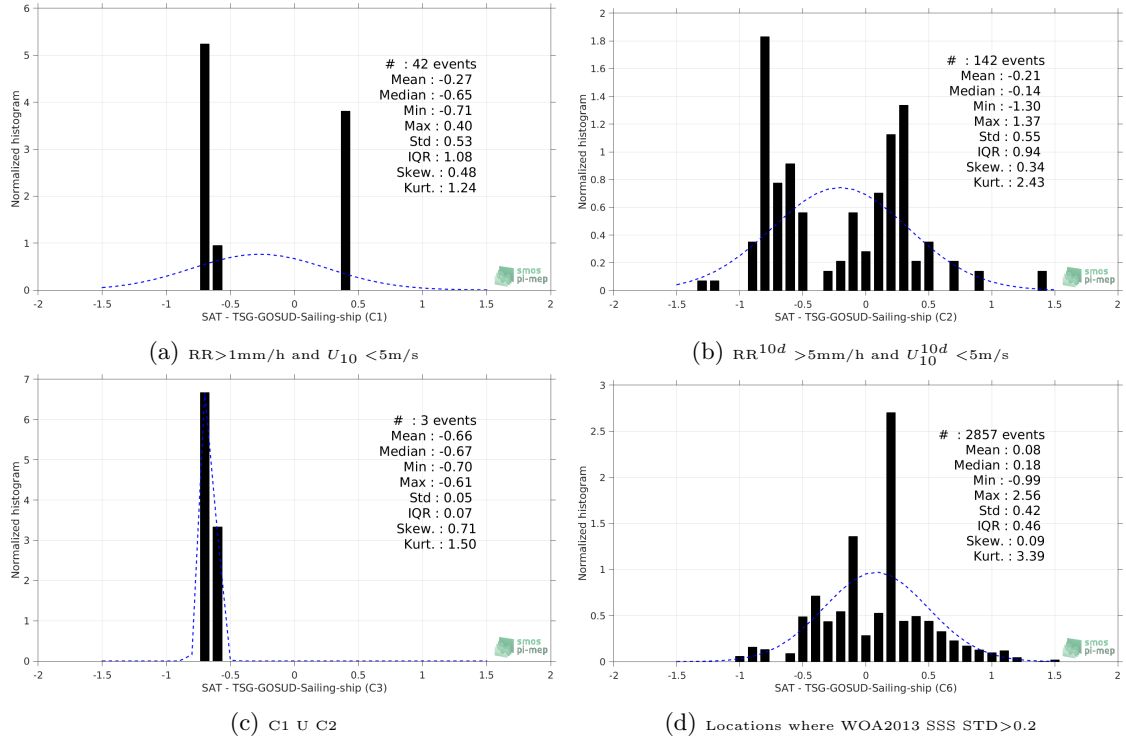 6
5
4
3
2
1
0
Normalized histogram
# : 42 events
Mean : -0.27
Median : -0.65
Min : -0.71
Max : 0.40
Std : 0.53
IQR : 1.08
Skew. : 0.48
Kurt. : 1.24
smos
pi-mep
-2 -1.5 -1 -0.5 0 0.5 1 1.5 2
SAT - TSG-GOSUD-Sailing-ship (C1)
(a) RR>1mm/h and U10 <5m/s
2
1.8
1.6
1.4
1.2
1
0.8
0.6
0.4
0.2
0
Normalized histogram
# : 142 events
Mean : -0.21
Median : -0.14
Min : -1.30
Max : 1.37
Std : 0.55
IQR : 0.94
Skew. : 0.34
Kurt. : 2.43
smos
pi-mep
-2 -1.5 -1 -0.5 0 0.5 1 1.5 2
SAT - TSG-GOSUD-Sailing-ship (C2)
(b) RR10d >5mm/h and U10d10 <5m/s
7
6
5
4
3
2
1
0
Normalized histogram
# : 3 events
Mean : -0.66
Median : -0.67
Min : -0.70
Max : -0.61
Std : 0.05
IQR : 0.07
Skew. : 0.71
Kurt. : 1.50
smos
pi-mep
-2 -1.5 -1 -0.5 0 0.5 1 1.5 2
SAT - TSG-GOSUD-Sailing-ship (C3)
(c) C1 U C2
3
2.5
2
1.5
1
0.5
0
Normalized histogram
# : 2857 events
Mean : 0.08
Median : 0.18
Min : -0.99
Max : 2.56
Std : 0.42
IQR : 0.46
Skew. : 0.09
Kurt. : 3.39
smos
pi-mep
-2 -1.5 -1 -0.5 0 0.5 1 1.5 2
SAT - TSG-GOSUD-Sailing-ship (C6)
(d) Locations where WOA2013 SSS STD>0.2